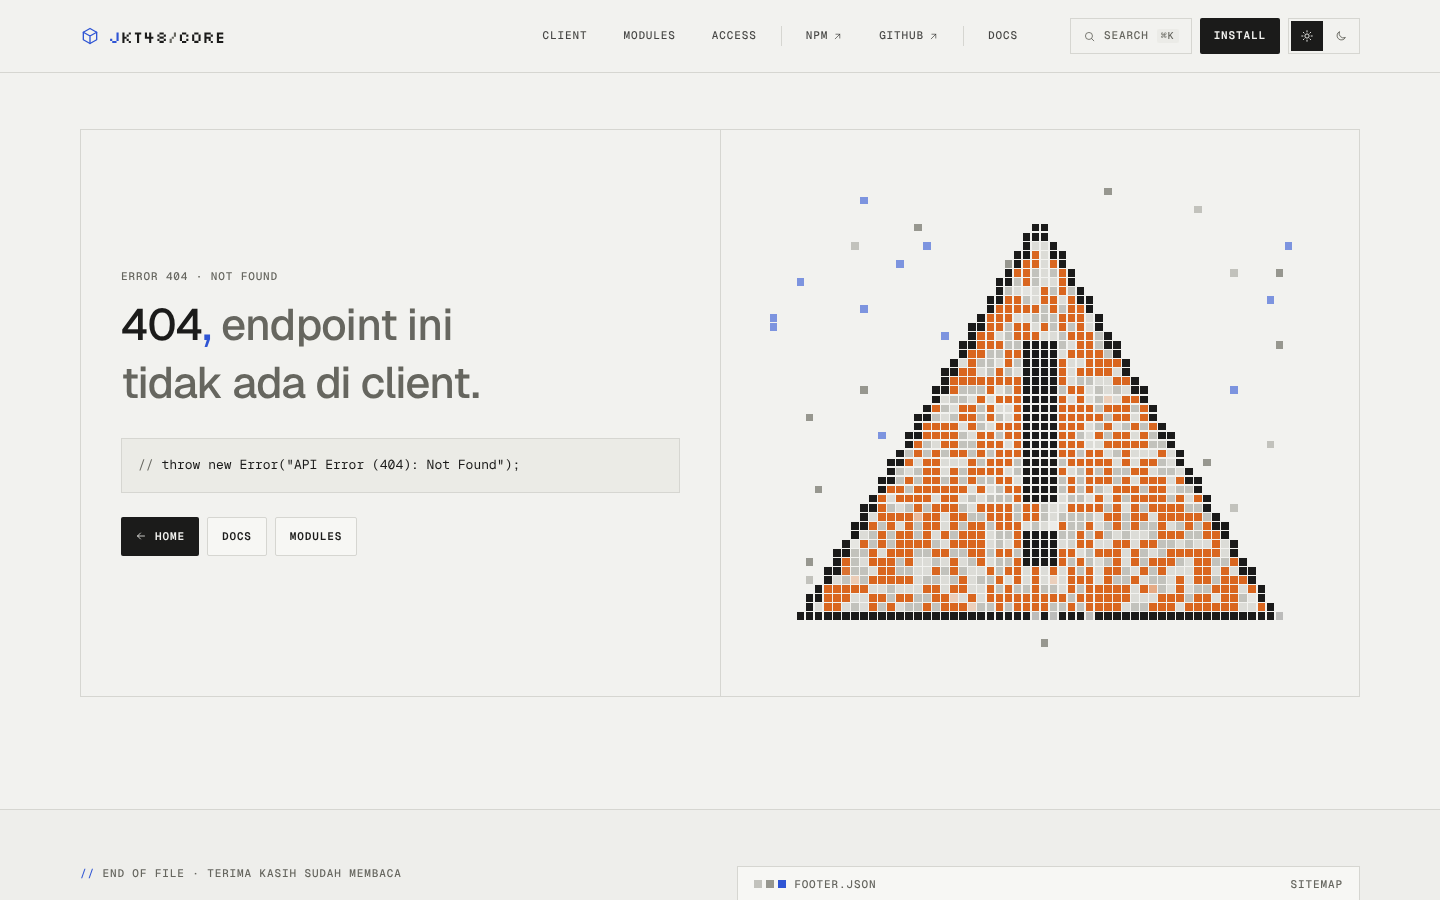 JKT48/CORE
CLIENT
MODULES
ACCESS
NPM ↗
GITHUB ↗
DOCS
SEARCH ⌘K
INSTALL
ERROR 404 · NOT FOUND
404, endpoint ini
tidak ada di client.
// throw new Error("API Error (404): Not Found");
← HOME
DOCS
MODULES
// END OF FILE · TERIMA KASIH SUDAH MEMBACA
FOOTER.JSON
SITEMAP